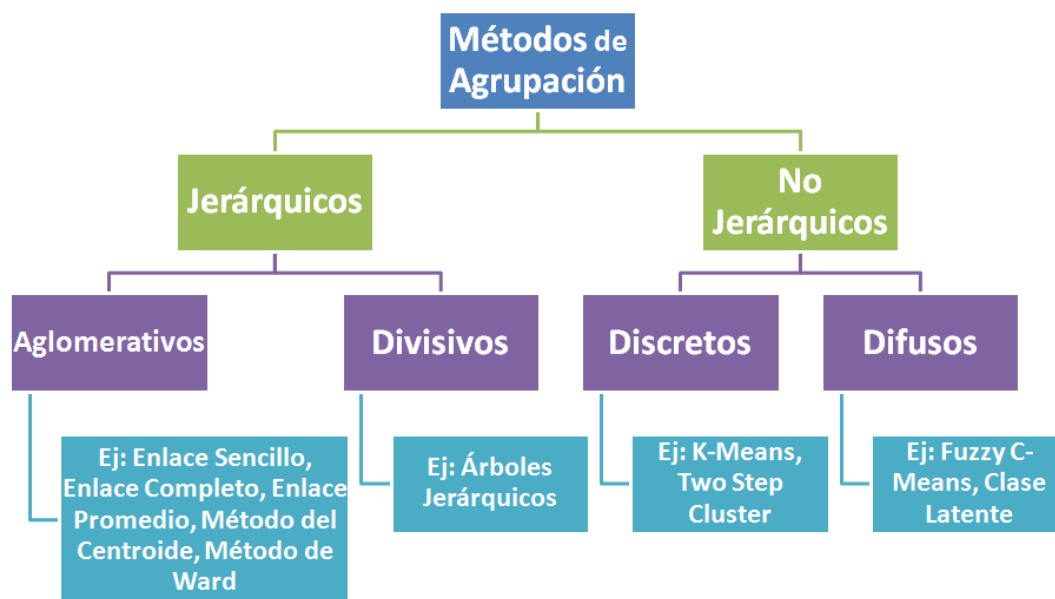 Métodos de
Agrupación
Jerárquicos
No
Jerárquicos
Aglomerativos
Divisivos
Discretos
Difusos
Ej: Enlace Sencillo,
Enlace Completo, Enlace
Promedio, Método del
Centroide, Método de
Ward
Ej: Árboles
Jerárquicos
Ej: K-Means,
Two Step
Cluster
Ej: Fuzzy C-
Means, Clase
Latente